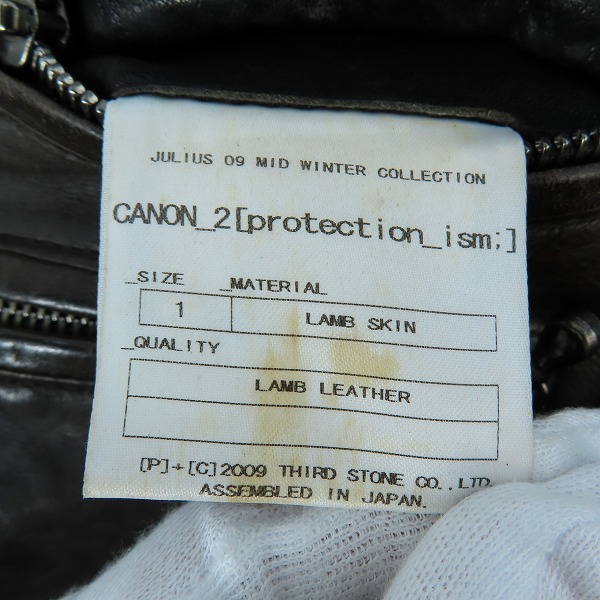 JULIUS 09 MID WINTER COLLECTION
CANON_2[protection_ism;]
_SIZE _MATERIAL
1 LAMB SKIN
_QUALITY
LAMB LEATHER
[P]+[C]2009 THIRD STONE CO.,LTD.
ASSEMBLED IN JAPAN.